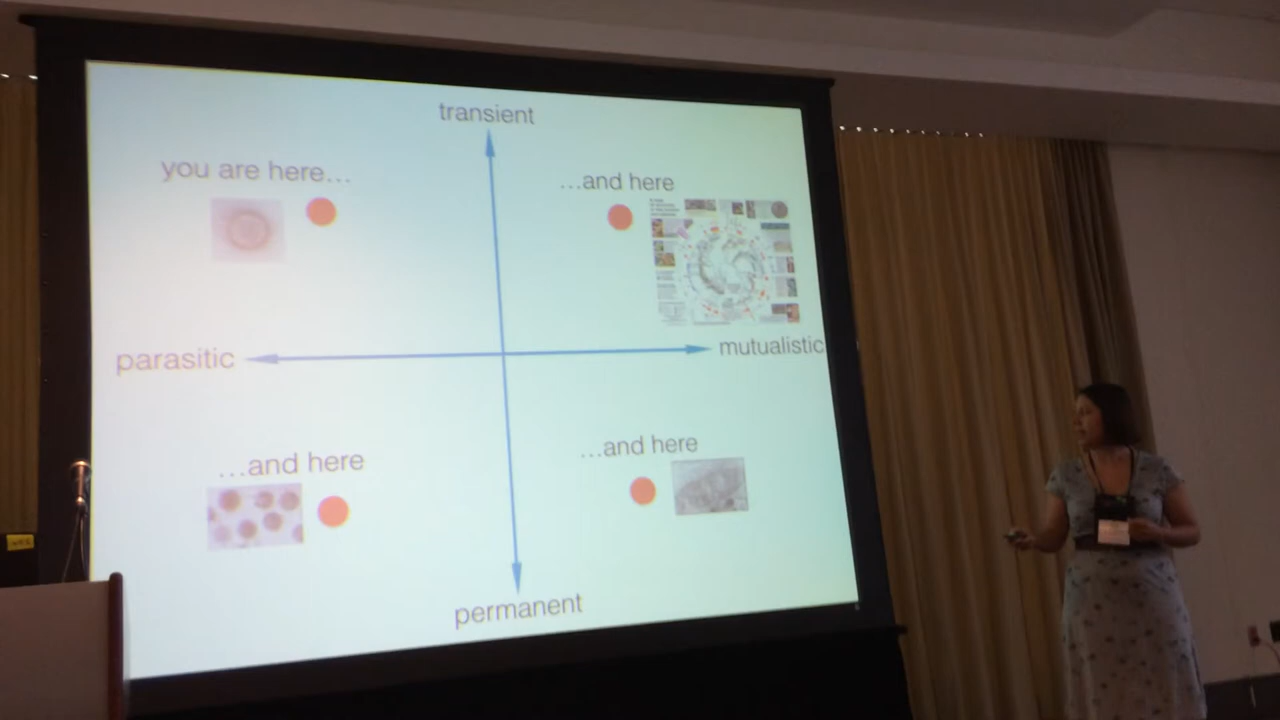 transient
you are here...
...and here
parasitic
mutualistic
...and here
...and here
permanent